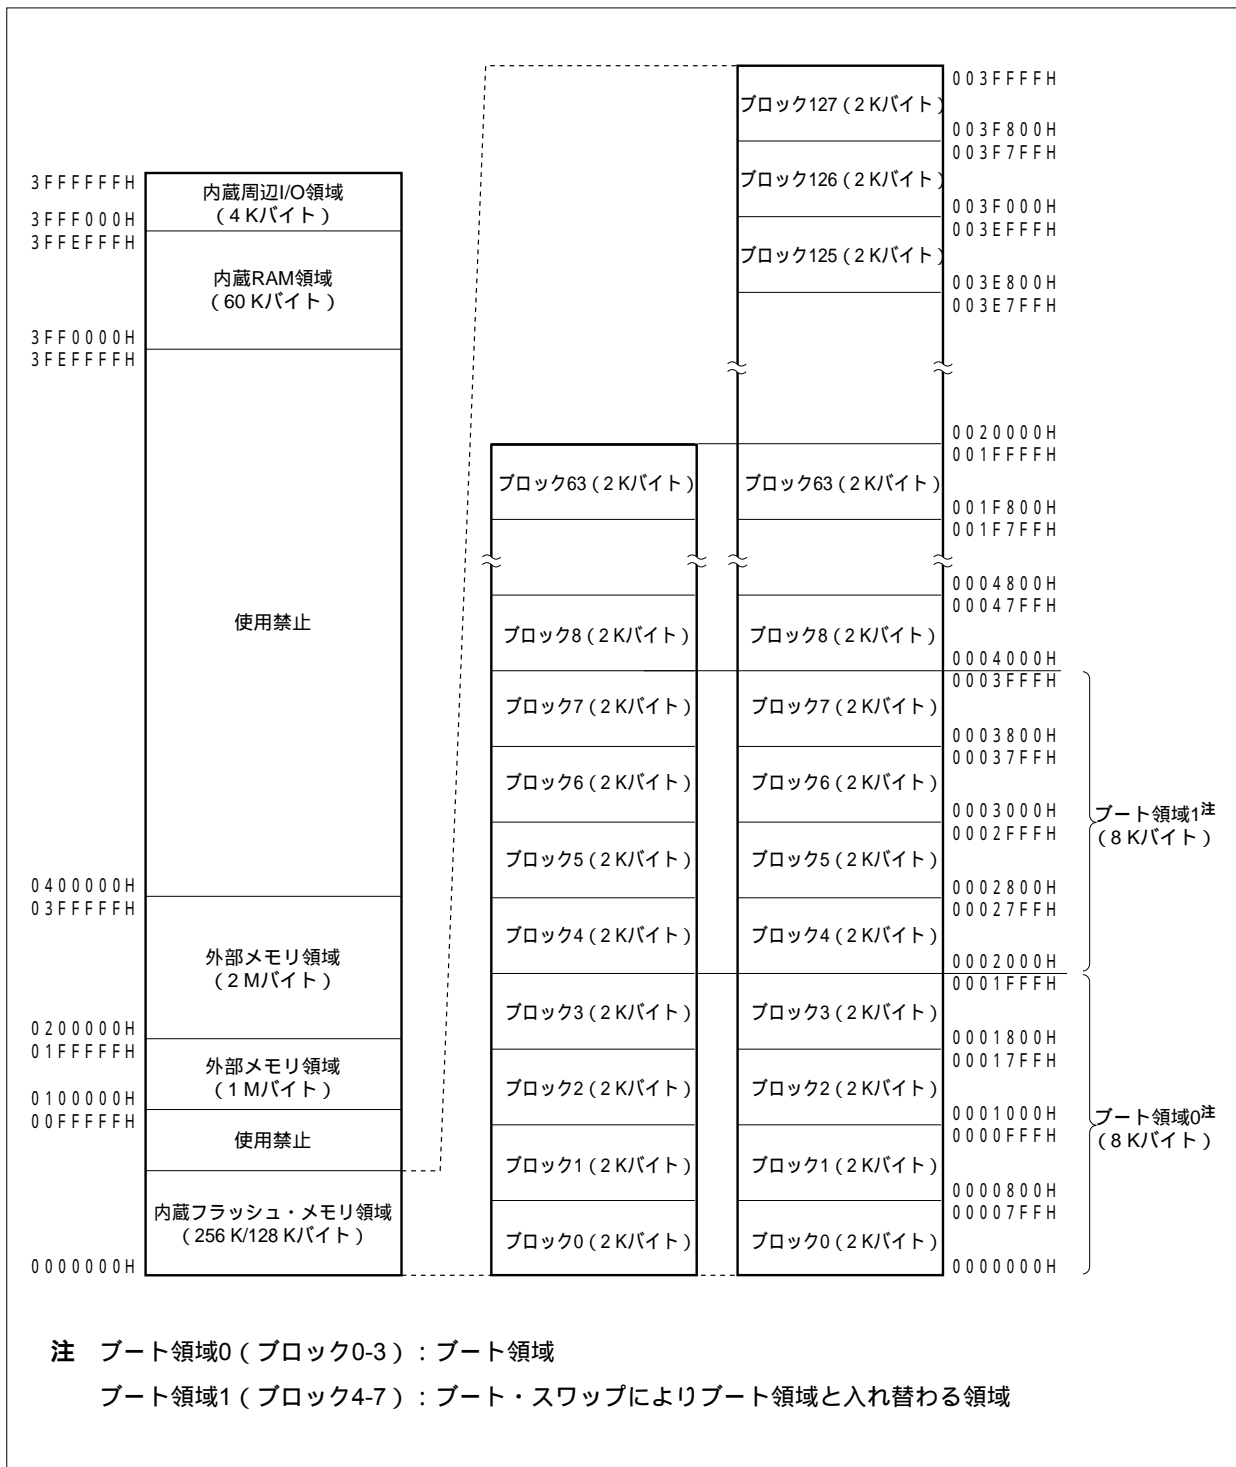 3FFFFFFH
内蔵周辺I/O領域
（4 Kバイト）
3FFF000H
3FFEFFFH
内蔵RAM領域
（60 Kバイト）
3FF0000H
3FEFFFFH
使用禁止
0400000H
03FFFFFH
外部メモリ領域
（2 Mバイト）
0200000H
01FFFFFH
外部メモリ領域
（1 Mバイト）
0100000H
00FFFFFH
使用禁止
内蔵フラッシュ・メモリ領域
（256 K/128 Kバイト）
0000000H
ブロック63（2 Kバイト）
ブロック8（2 Kバイト）
ブロック7（2 Kバイト）
ブロック6（2 Kバイト）
ブロック5（2 Kバイト）
ブロック4（2 Kバイト）
ブロック3（2 Kバイト）
ブロック2（2 Kバイト）
ブロック1（2 Kバイト）
ブロック0（2 Kバイト）
003FFFFH
ブロック127（2 Kバイト）
003F800H
003F7FFH
ブロック126（2 Kバイト）
003F000H
003EFFFH
ブロック125（2 Kバイト）
003E800H
003E7FFH
0020000H
001FFFFH
ブロック63（2 Kバイト）
001F800H
001F7FFH
0004800H
00047FFH
ブロック8（2 Kバイト）
0004000H
0003FFFH
ブロック7（2 Kバイト）
0003800H
00037FFH
ブロック6（2 Kバイト）
0003000H
0002FFFH
ブロック5（2 Kバイト）
0002800H
00027FFH
ブロック4（2 Kバイト）
0002000H
0001FFFH
ブロック3（2 Kバイト）
0001800H
00017FFH
ブロック2（2 Kバイト）
0001000H
0000FFFH
ブロック1（2 Kバイト）
0000800H
00007FFH
ブロック0（2 Kバイト）
0000000H
ブート領域1注
（8 Kバイト）
ブート領域0注
（8 Kバイト）
注　ブート領域0（ブロック0-3）：ブート領域
ブート領域1（ブロック4-7）：ブート・スワップによりブート領域と入れ替わる領域